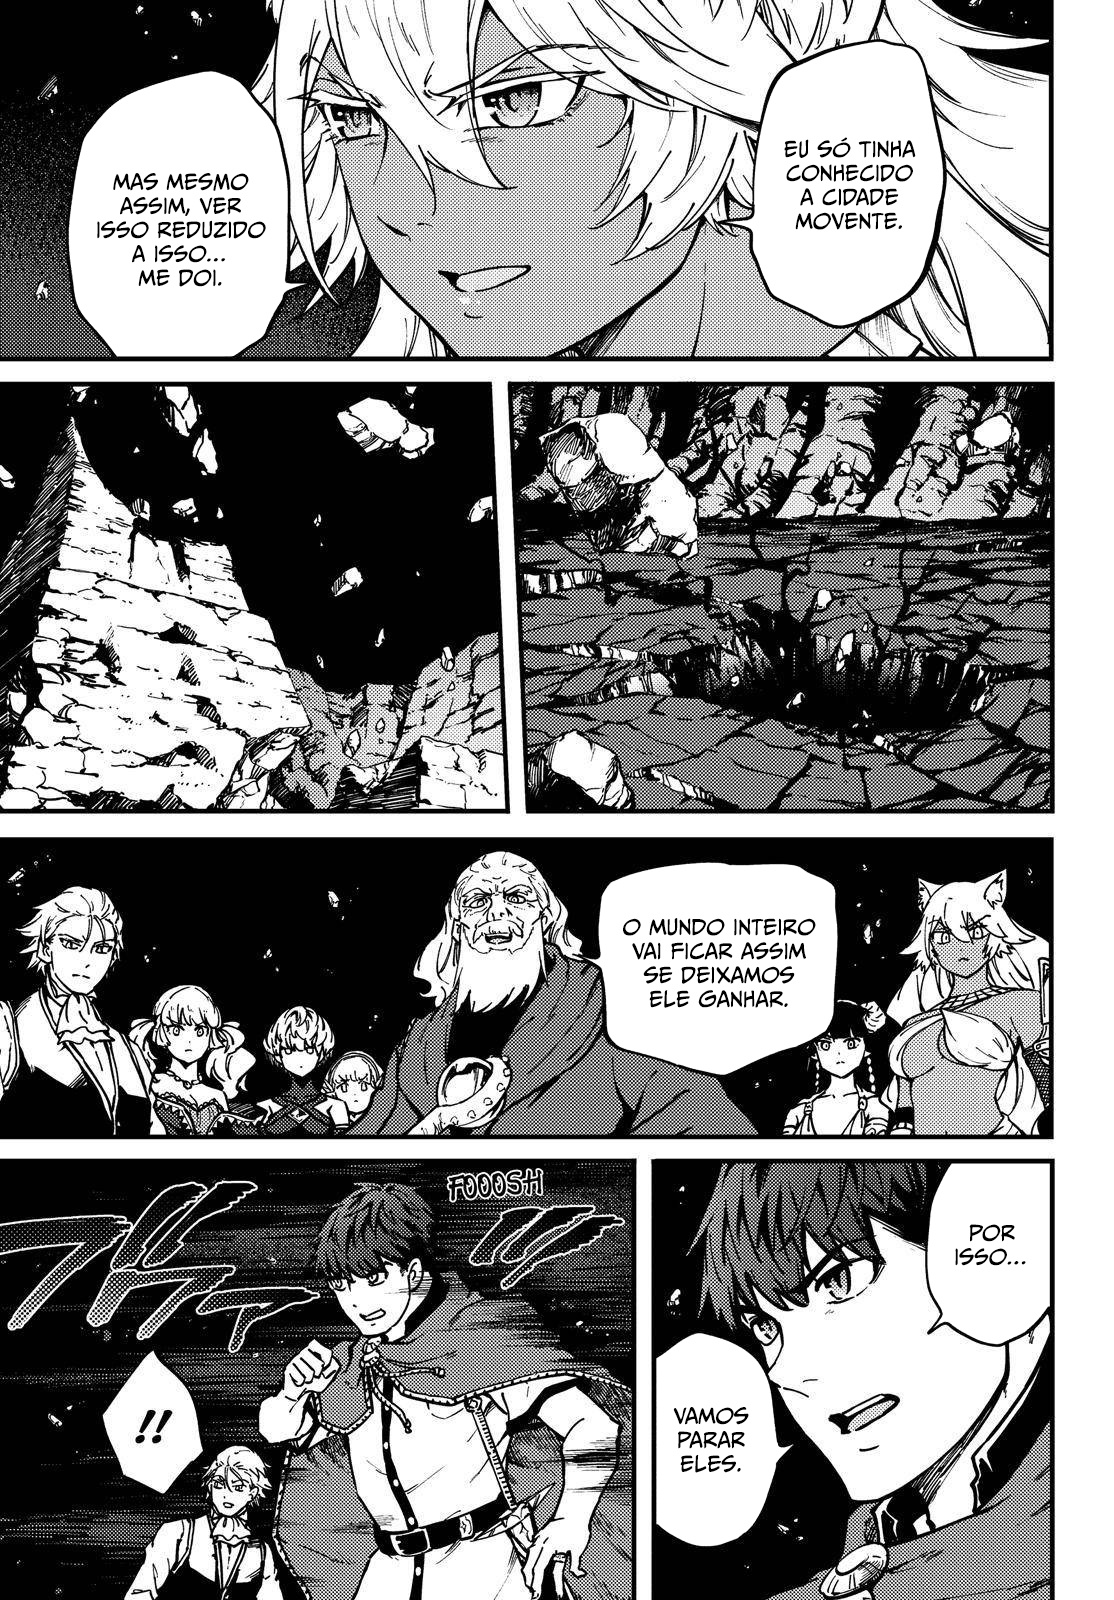 EU SÓ TINHA
CONHECIDO
A CIDADE
MOVENTE.
MAS MESMO
ASSIM, VER
ISSO REDUZIDO
A ISSO...
ME DOI.
O MUNDO INTEIRO
VAI FICAR ASSIM
SE DEIXAMOS
ELE GANHAR.
POR
ISSO...
VAMOS
PARAR
ELES.
FOOOSH
!!